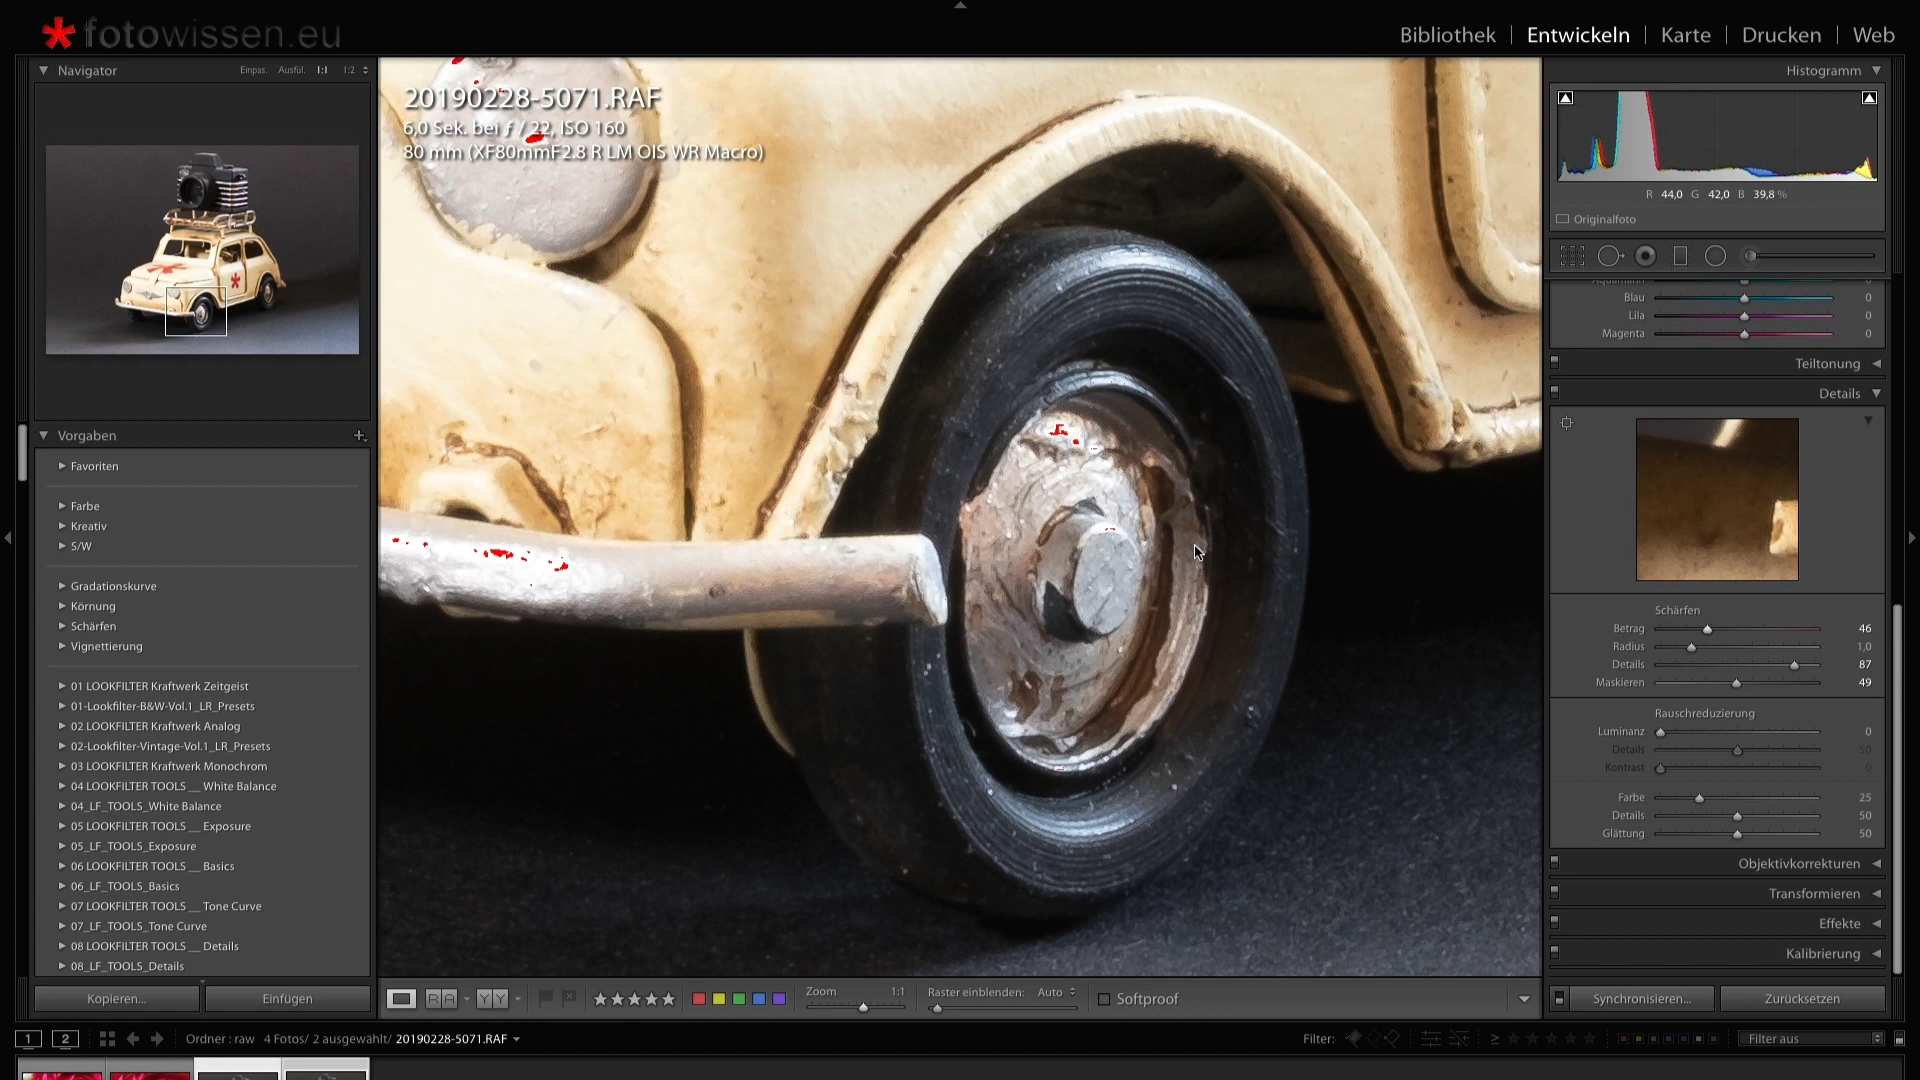 fotowissen.eu
Bibliothek | Entwickeln | Karte | Drucken | Web
Navigator Einpas. Ausfül. 1:1 1:2
Histogramm
20190228-5071.RAF
6,0 Sek. bei ƒ / 22, ISO 160
80 mm (XF80mmF2.8 R LM OIS WR Macro)
R 44,0 G 42,0 B 39,8 %
Originalfoto
Aquamarin
Blau 0
Lila 0
Magenta 0
Teiltonung
Details
Vorgaben
Favoriten
Farbe
Kreativ
S/W
Gradationskurve
Körnung
Schärfen
Vignettierung
01 LOOKFILTER Kraftwerk Zeitgeist
01-Lookfilter-B&W-Vol.1_LR_Presets
02 LOOKFILTER Kraftwerk Analog
02-Lookfilter-Vintage-Vol.1_LR_Presets
03 LOOKFILTER Kraftwerk Monochrom
04 LOOKFILTER TOOLS __ White Balance
04_LF_TOOLS_White Balance
05 LOOKFILTER TOOLS __ Exposure
05_LF_TOOLS_Exposure
06 LOOKFILTER TOOLS __ Basics
06_LF_TOOLS_Basics
07 LOOKFILTER TOOLS __ Tone Curve
07_LF_TOOLS_Tone Curve
08 LOOKFILTER TOOLS __ Details
08_LF_TOOLS_Details
Schärfen
Betrag 46
Radius 1,0
Details 87
Maskieren 49
Rauschreduzierung
Luminanz 0
Details 50
Kontrast 0
Farbe 25
Details 50
Glättung 50
Objektivkorrekturen
Transformieren
Effekte
Kalibrierung
Kopieren... Einfügen
R A Y Y Zoom 1:1 Raster einblenden: Auto Softproof
Synchronisieren... Zurücksetzen
1 2 Ordner : raw 4 Fotos/ 2 ausgewählt/ 20190228-5071.RAF Filter: ≥ Filter aus